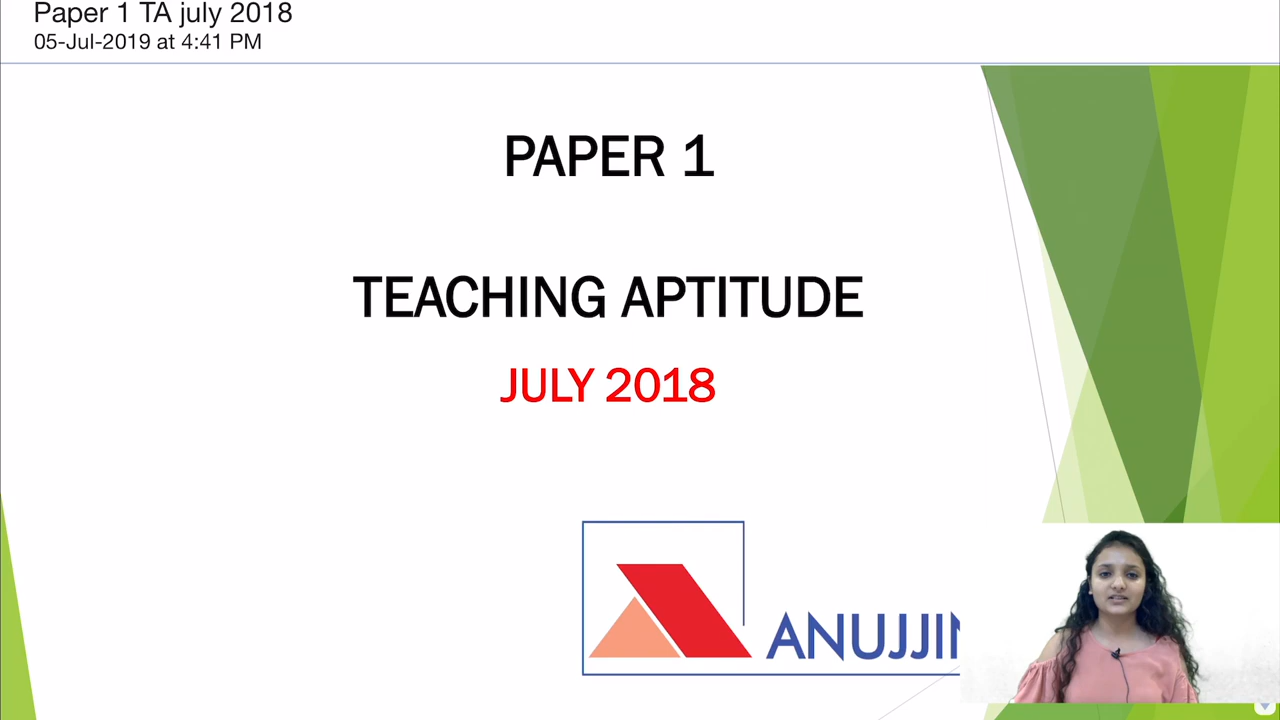 Paper 1 TA july 2018
05-Jul-2019 at 4:41 PM
PAPER 1
TEACHING APTITUDE
JULY 2018